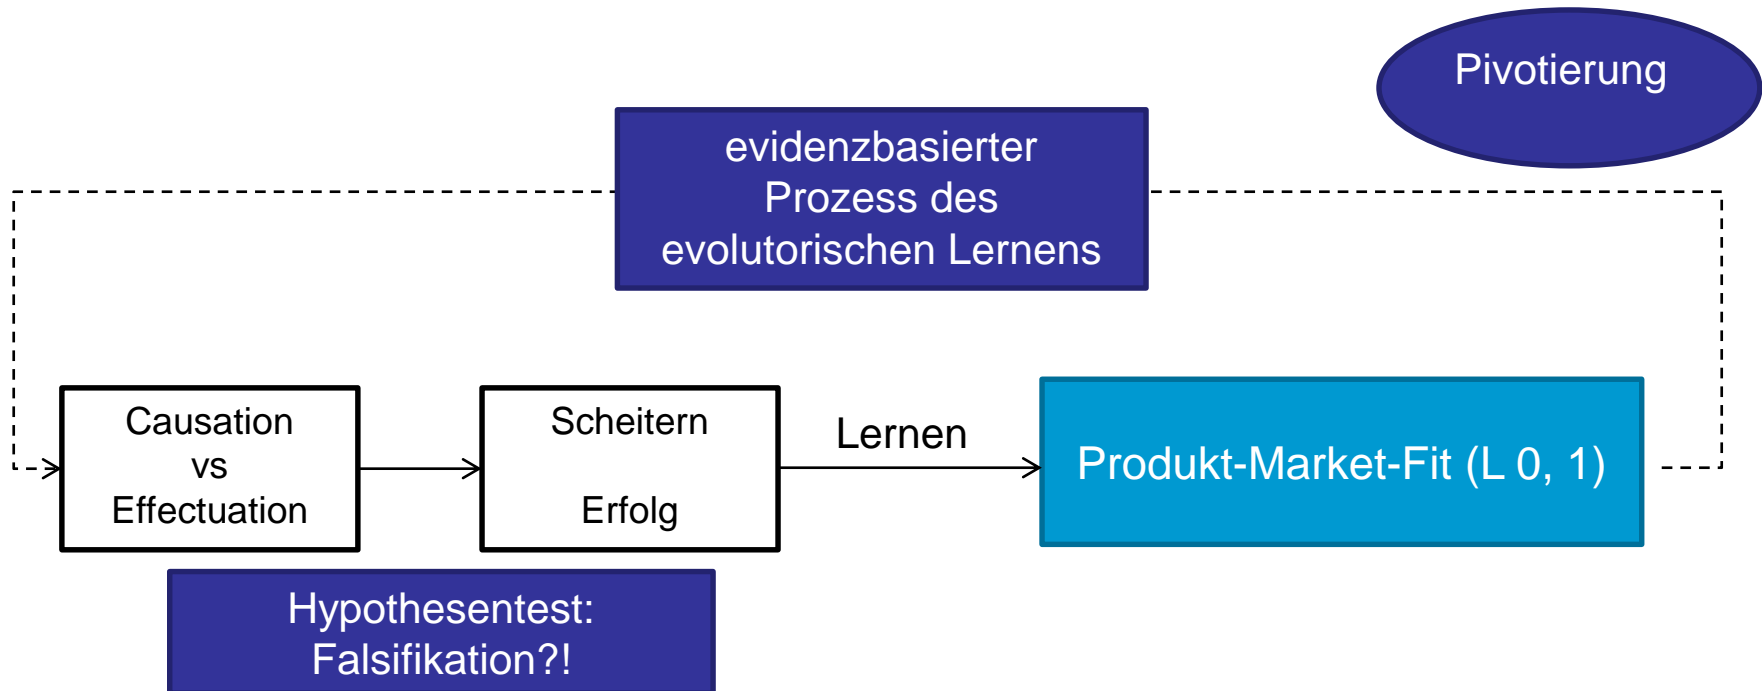 Pivotierung
evidenzbasierter
Prozess des
evolutorischen Lernens
Causation
vs
Effectuation
Scheitern
Erfolg
Lernen
Produkt-Market-Fit (L 0, 1)
Hypothesentest:
Falsifikation?!